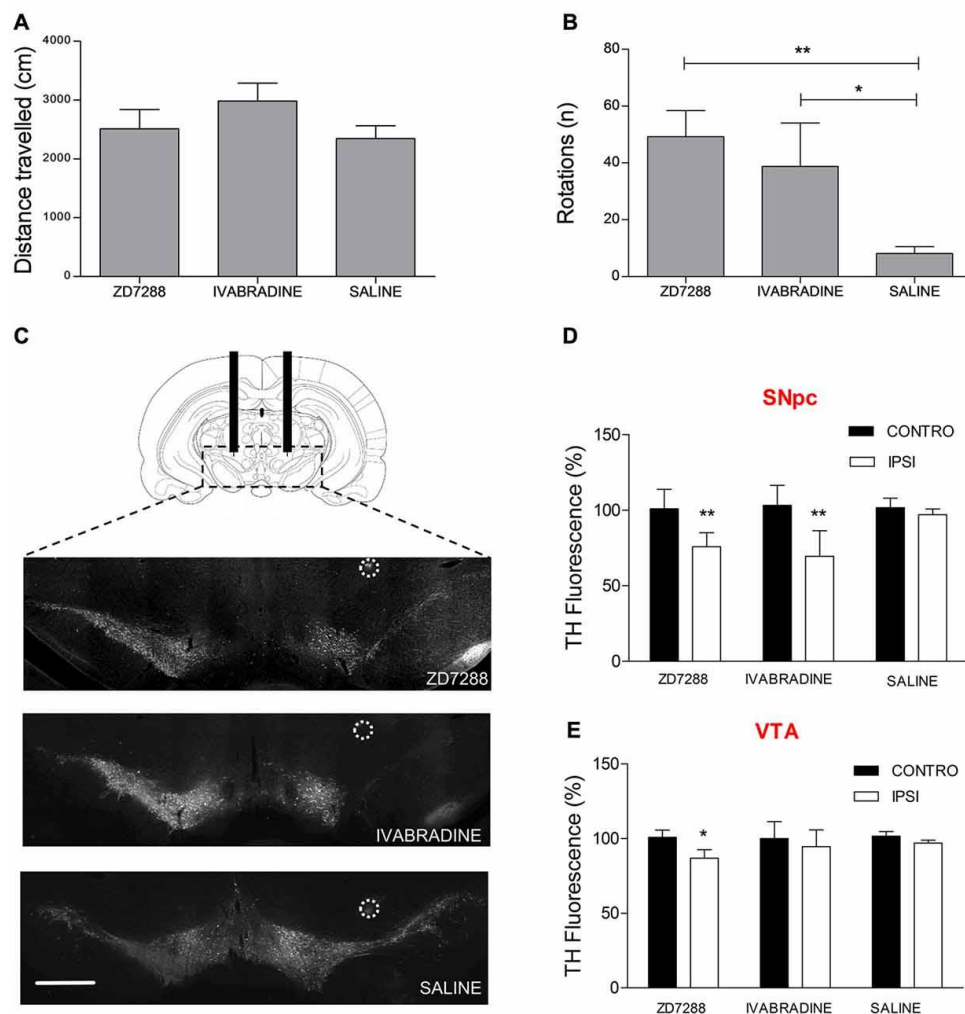 A
Distance travelled (cm)
4000
3000
2000
1000
0
ZD7288 IVABRADINE SALINE
B
Rotations (n)
80
60
40
20
0
**
*
ZD7288 IVABRADINE SALINE
C
ZD7288
IVABRADINE
SALINE
D
SNpc
TH Fluorescence (%)
150
100
50
0
CONTRO
IPSI
** **
ZD7288 IVABRADINE SALINE
E
VTA
TH Fluorescence (%)
150
100
50
0
CONTRO
IPSI
*
ZD7288 IVABRADINE SALINE